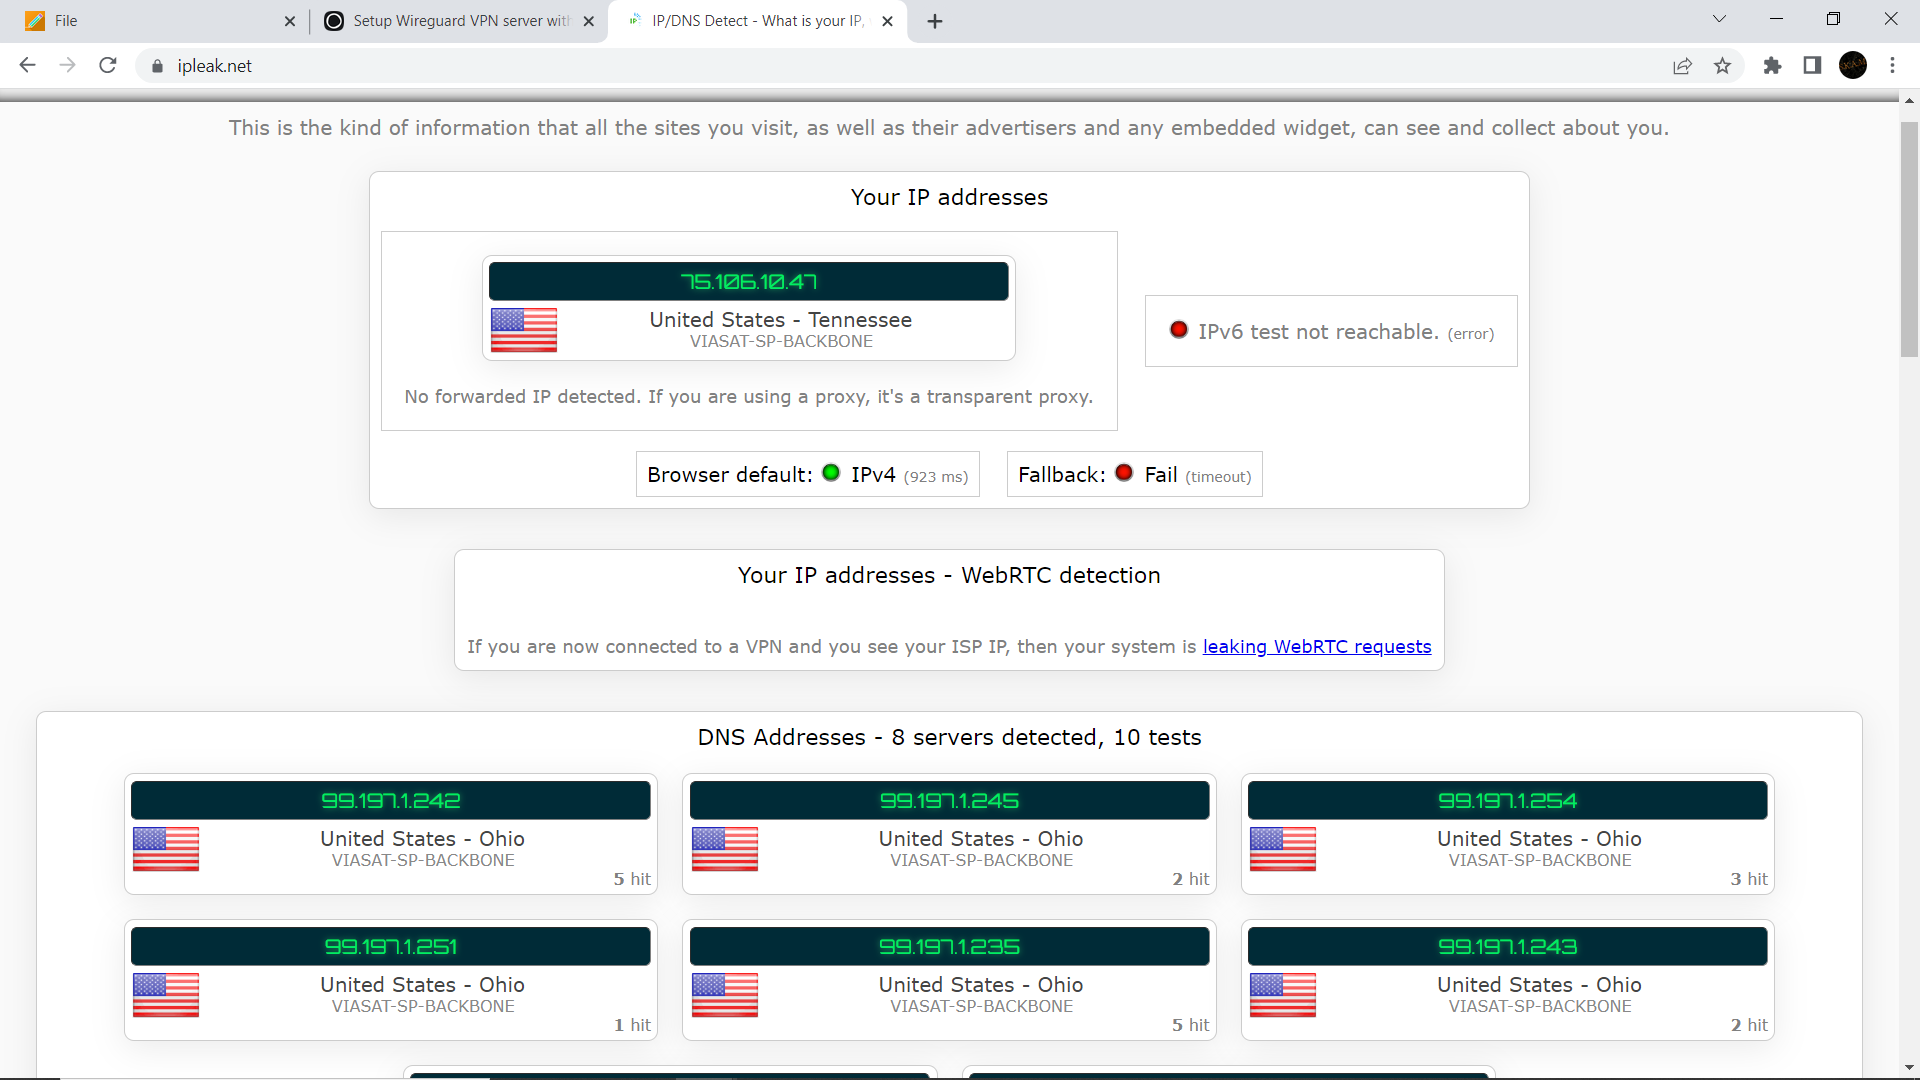 File
Setup Wireguard VPN server with
IP/DNS Detect - What is your IP,
ipleak.net
This is the kind of information that all the sites you visit, as well as their advertisers and any embedded widget, can see and collect about you.
Your IP addresses
75.106.10.47
United States - Tennessee
VIASAT-SP-BACKBONE
No forwarded IP detected. If you are using a proxy, it's a transparent proxy.
IPv6 test not reachable. (error)
Browser default: IPv4 (923 ms)
Fallback: Fail (timeout)
Your IP addresses - WebRTC detection
If you are now connected to a VPN and you see your ISP IP, then your system is leaking WebRTC requests
DNS Addresses - 8 servers detected, 10 tests
99.197.1.242
United States - Ohio
VIASAT-SP-BACKBONE
5 hit
99.197.1.245
United States - Ohio
VIASAT-SP-BACKBONE
2 hit
99.197.1.254
United States - Ohio
VIASAT-SP-BACKBONE
3 hit
99.197.1.251
United States - Ohio
VIASAT-SP-BACKBONE
1 hit
99.197.1.235
United States - Ohio
VIASAT-SP-BACKBONE
5 hit
99.197.1.243
United States - Ohio
VIASAT-SP-BACKBONE
2 hit